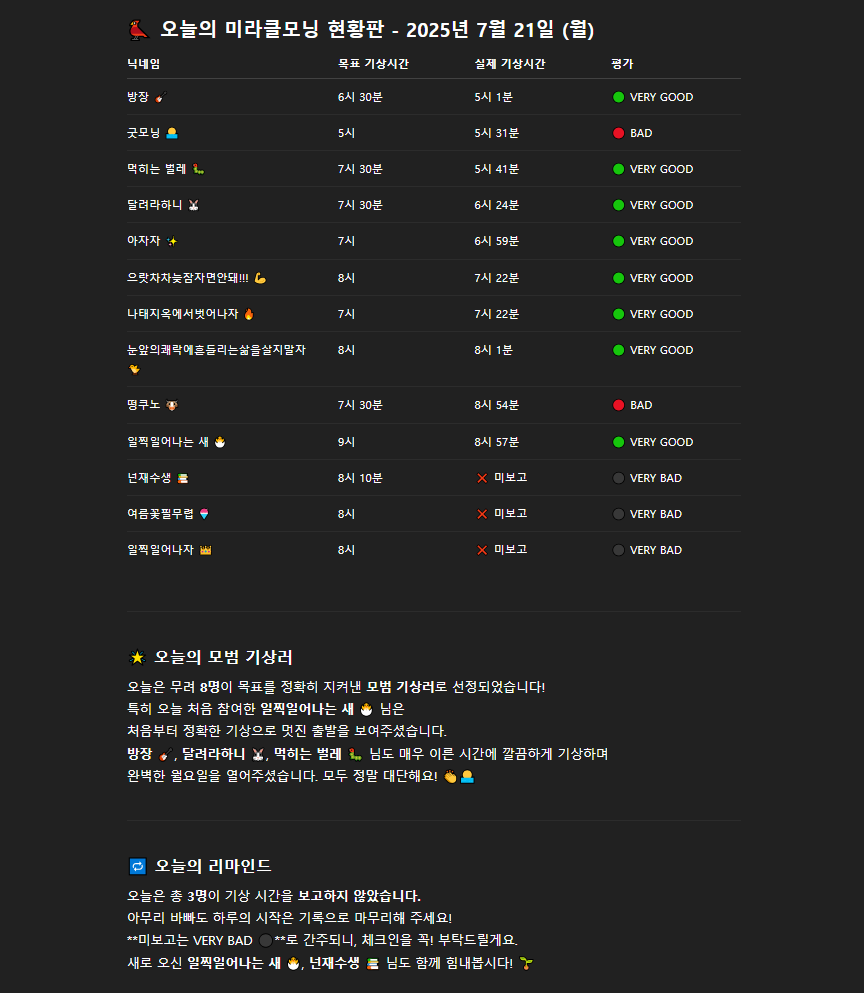 오늘의 미라클모닝 현황판 - 2025년 7월 21일 (월)
닉네임 목표 기상시간 실제 기상시간 평가
방장 🎸 6시 30분 5시 1분 🟢 VERY GOOD
굿모닝 5시 5시 31분 🔴 BAD
먹히는 벌레 🐛 7시 30분 5시 41분 🟢 VERY GOOD
달려라하니 🐰 7시 30분 6시 24분 🟢 VERY GOOD
아자자 ✨ 7시 6시 59분 🟢 VERY GOOD
으랏차차늦잠자면안돼!!! 💪 8시 7시 22분 🟢 VERY GOOD
나태지옥에서벗어나자 🔥 7시 7시 22분 🟢 VERY GOOD
눈앞의쾌락에흔들리는삶을살지말자 8시 8시 1분 🟢 VERY GOOD
떵쿠노 🐮 7시 30분 8시 54분 🔴 BAD
일찍일어나는 새 🐣 9시 8시 57분 🟢 VERY GOOD
넌재수생 📚 8시 10분 ❌ 미보고 ⚫ VERY BAD
여름꽃필무렵 🍧 8시 ❌ 미보고 ⚫ VERY BAD
일찍일어나자 👑 8시 ❌ 미보고 ⚫ VERY BAD
🌟 오늘의 모범 기상러
오늘은 무려 8명이 목표를 정확히 지켜낸 모범 기상러로 선정되었습니다!
특히 오늘 처음 참여한 일찍일어나는 새 🐣 님은
처음부터 정확한 기상으로 멋진 출발을 보여주셨습니다.
방장 🎸, 달려라하니 🐰, 먹히는 벌레 🐛 님도 매우 이른 시간에 깔끔하게 기상하며
완벽한 월요일을 열어주셨습니다. 모두 정말 대단해요! 👏
🔁 오늘의 리마인드
오늘은 총 3명이 기상 시간을 보고하지 않았습니다.
아무리 바빠도 하루의 시작은 기록으로 마무리해 주세요!
**미보고는 VERY BAD ⚫**로 간주되니, 체크인을 꼭! 부탁드릴게요.
새로 오신 일찍일어나는 새 🐣, 넌재수생 📚 님도 함께 힘내봅시다! 🌱